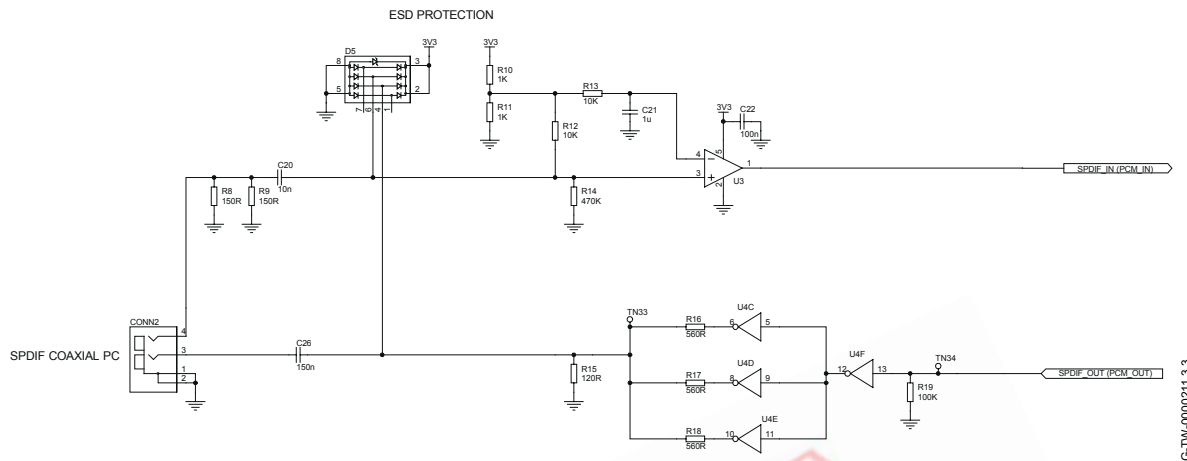 ESD PROTECTION
D5
3V3
3V3
8
3
5
2
7
6
4
1
R10
1K
R11
1K
R13
10K
R12
10K
C21
1u
3V3
C22
100n
5
4
3
1
2
U3
SPDIF_IN (PCM_IN)
C20
10n
R8
150R
R9
150R
R14
470K
CONN2
4
3
1
2
SPDIF COAXIAL PC
C26
150n
R15
120R
TN33
U4C
R16
560R
6
5
U4D
R17
560R
8
9
U4E
R18
560R
10
11
U4F
12
13
TN34
R19
100K
SPDIF_OUT (PCM_OUT)
G-TW-0000211.3.3